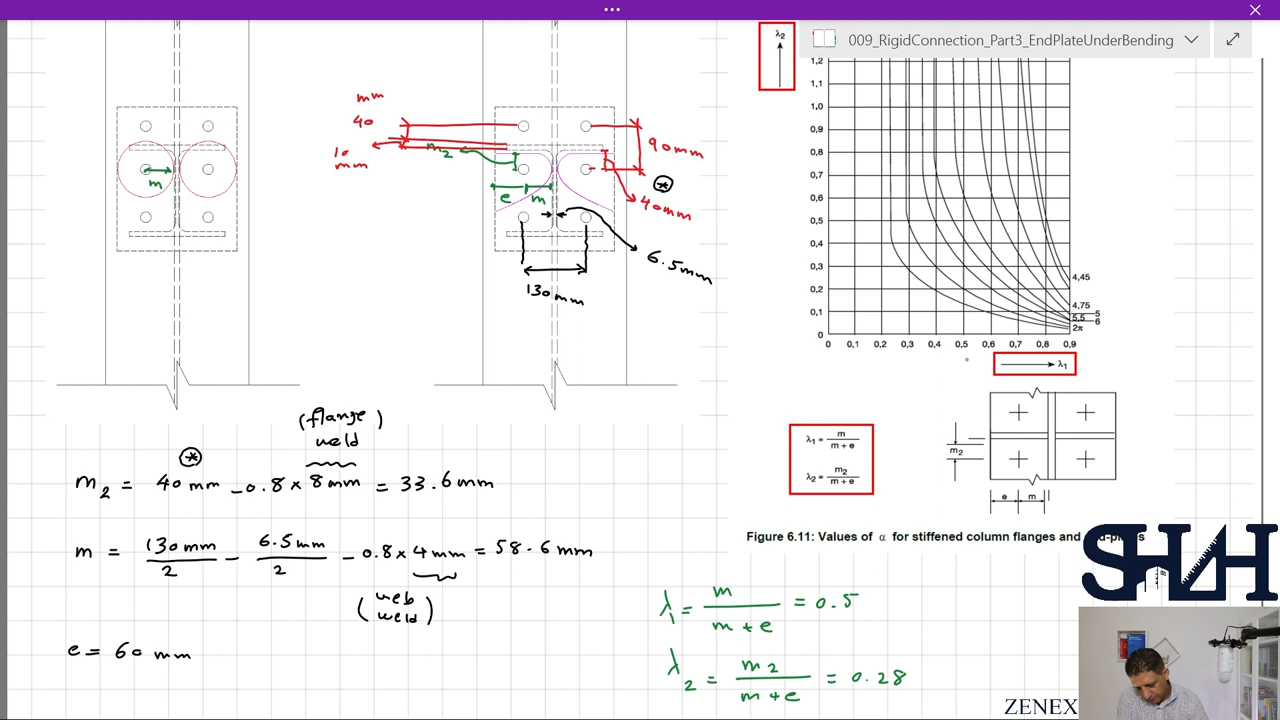 009_RigidConnection_Part3_EndPlateUnderBending
λ2
1,2
1,1
1.0
0,9
0,8
0,7
0,6
0,5
0,4
0,3
0,2
0,1
0
0 0,1 0,2 0,3 0,4 0,5 0,6 0,7 0,8 0,9
4,45
4,75
5
5,5
6
2π
λ1
mm
40
10
mm
m2
m
e m
90mm
*
40mm
6.5mm
130mm
λ1 = m / m + e
λ2 = m2 / m + e
m2
e m
Figure 6.11: Values of α for stiffened column flanges and
(flange
weld)
*
m2 = 40 mm - 0.8 × 8mm = 33.6 mm
m = 130 mm / 2 - 6.5 mm / 2 - 0.8 × 4 mm = 58.6 mm
(web
weld)
e = 60 mm
λ1 = m / m + e = 0.5
λ2 = m2 / m + e = 0.28
ZENEX